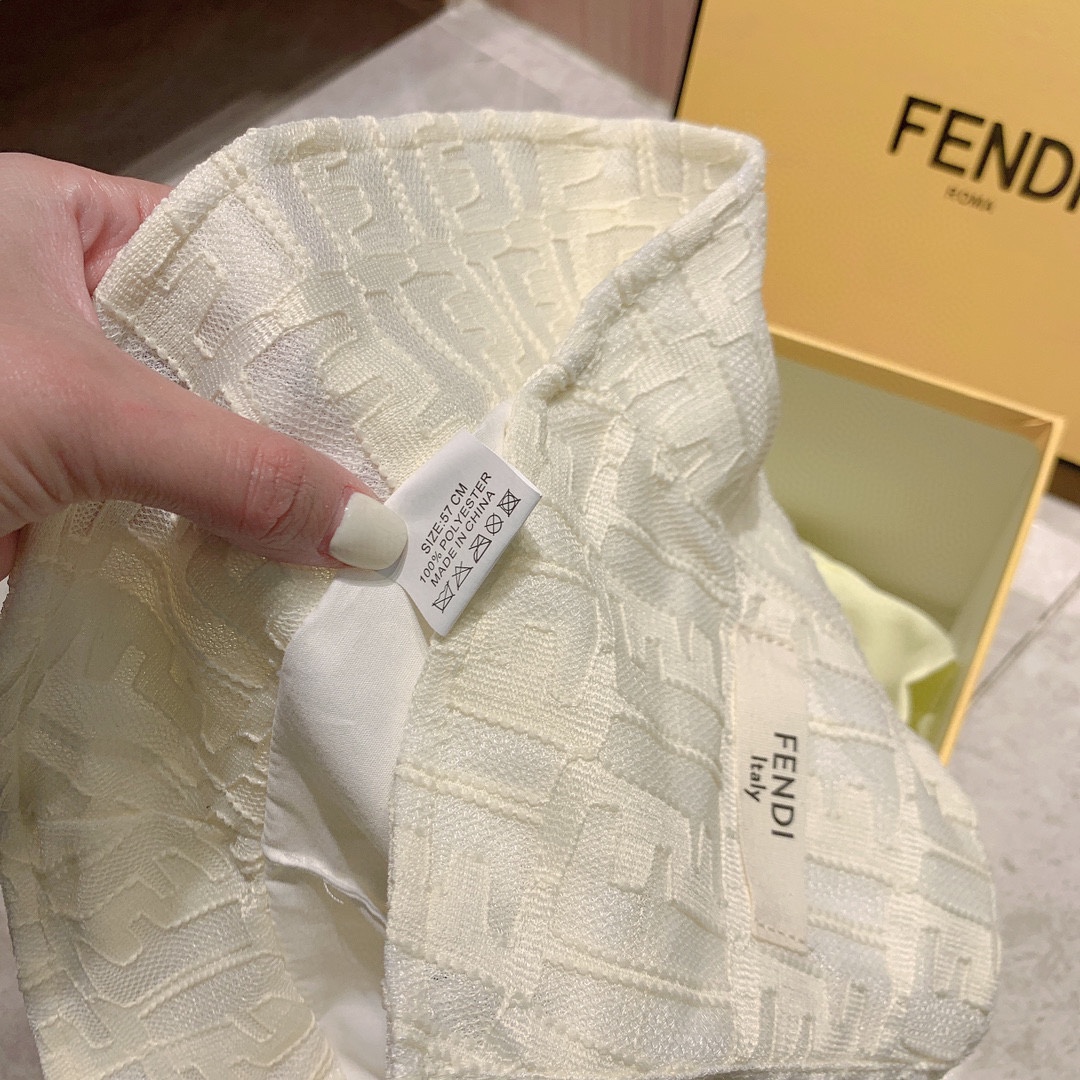 FENDI
ROMA
SIZE:57 CM
100% POLYESTER
MADE IN CHINA
FENDI
Italy